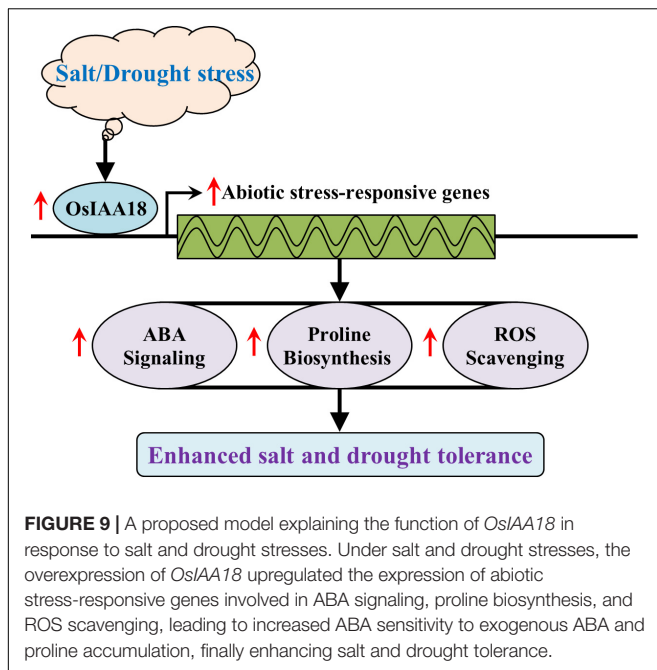 Salt/Drought stress
OsIAA18
Abiotic stress-responsive genes
ABA
Signaling
Proline
Biosynthesis
ROS
Scavenging
Enhanced salt and drought tolerance
FIGURE 9 | A proposed model explaining the function of OsIAA18 in
response to salt and drought stresses. Under salt and drought stresses, the
overexpression of OsIAA18 upregulated the expression of abiotic
stress-responsive genes involved in ABA signaling, proline biosynthesis, and
ROS scavenging, leading to increased ABA sensitivity to exogenous ABA and
proline accumulation, finally enhancing salt and drought tolerance.